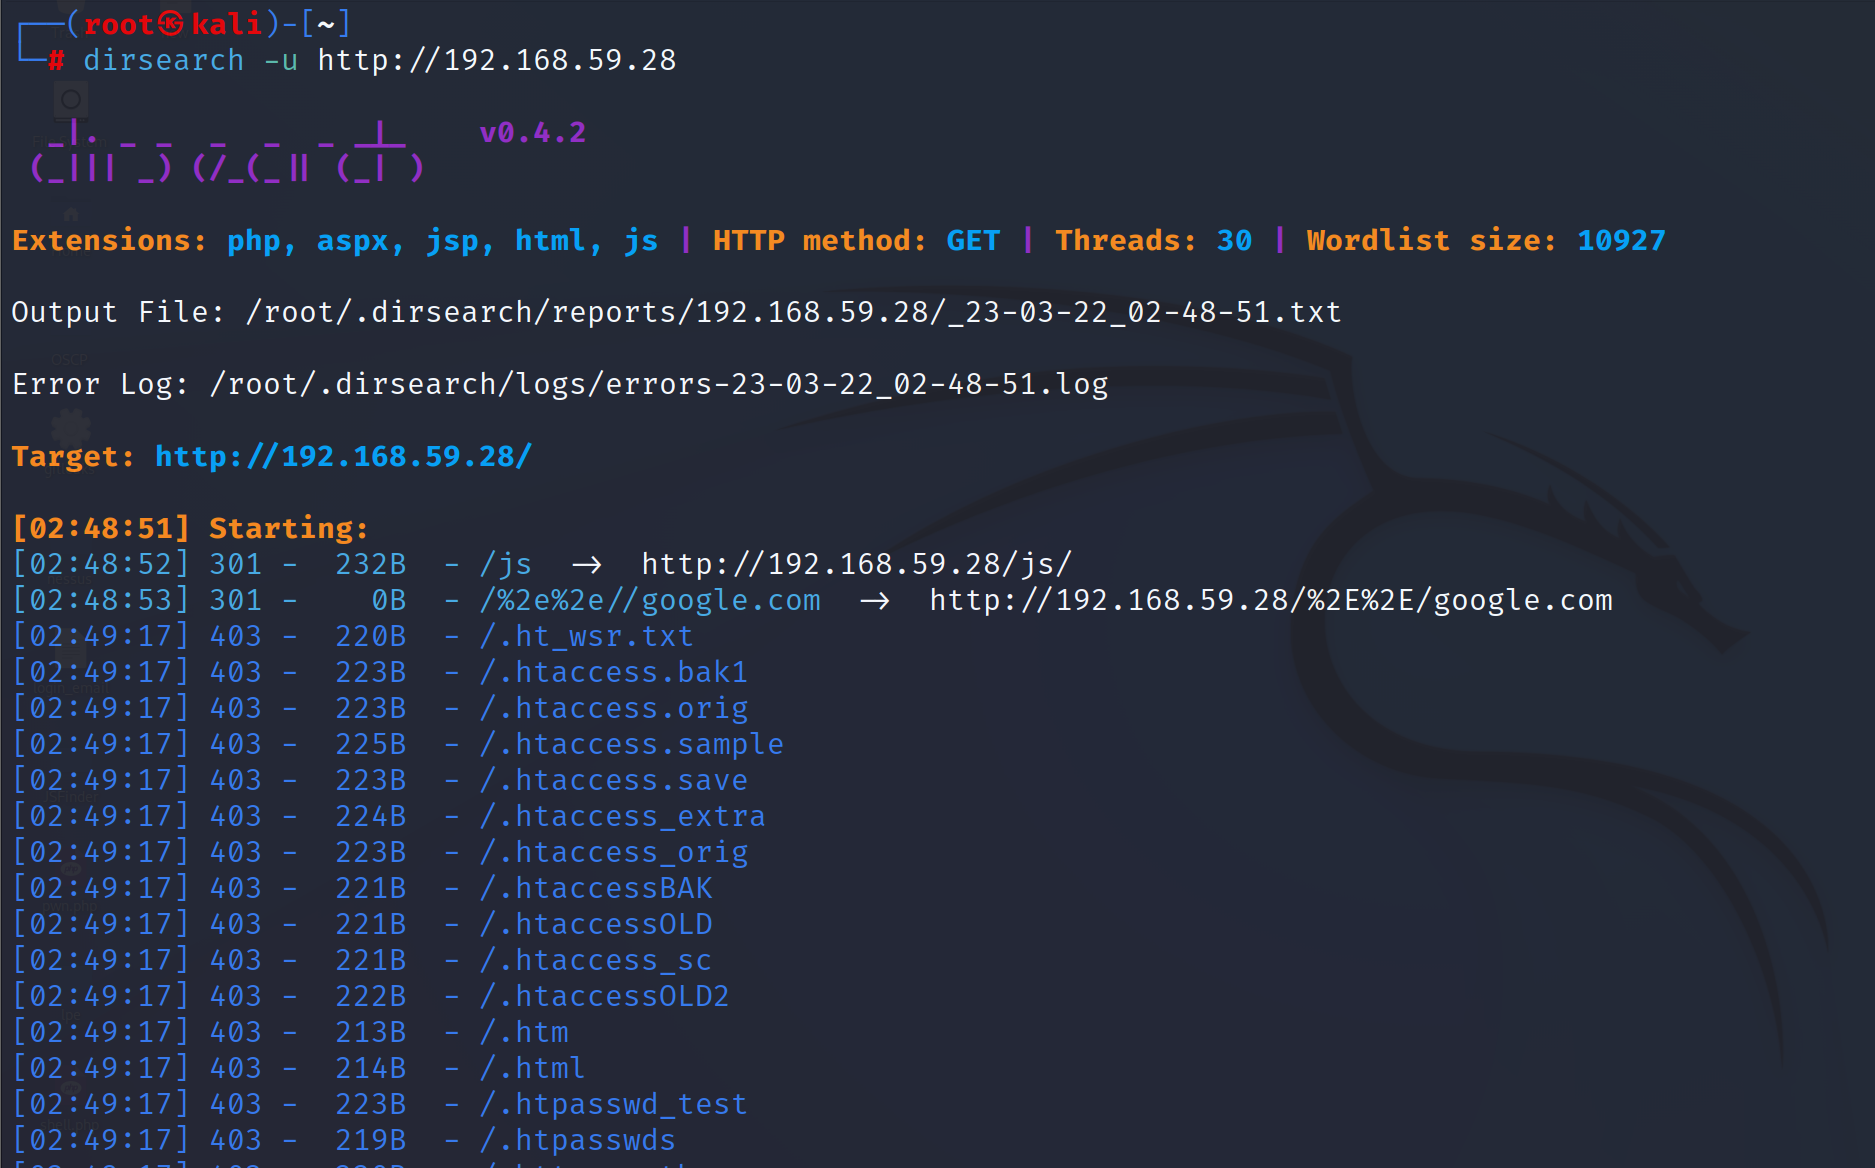 ┌──(root㉿kali)-[~]
└─# dirsearch -u http://192.168.59.28
v0.4.2
Extensions: php, aspx, jsp, html, js | HTTP method: GET | Threads: 30 | Wordlist size: 10927
Output File: /root/.dirsearch/reports/192.168.59.28/_23-03-22_02-48-51.txt
Error Log: /root/.dirsearch/logs/errors-23-03-22_02-48-51.log
Target: http://192.168.59.28/
[02:48:51] Starting:
[02:48:52] 301 -  232B  - /js  ->  http://192.168.59.28/js/
[02:48:53] 301 -    0B  - /%2e%2e//google.com  ->  http://192.168.59.28/%2E%2E/google.com
[02:49:17] 403 -  220B  - /.ht_wsr.txt
[02:49:17] 403 -  223B  - /.htaccess.bak1
[02:49:17] 403 -  223B  - /.htaccess.orig
[02:49:17] 403 -  225B  - /.htaccess.sample
[02:49:17] 403 -  223B  - /.htaccess.save
[02:49:17] 403 -  224B  - /.htaccess_extra
[02:49:17] 403 -  223B  - /.htaccess_orig
[02:49:17] 403 -  221B  - /.htaccessBAK
[02:49:17] 403 -  221B  - /.htaccessOLD
[02:49:17] 403 -  221B  - /.htaccess_sc
[02:49:17] 403 -  222B  - /.htaccessOLD2
[02:49:17] 403 -  213B  - /.htm
[02:49:17] 403 -  214B  - /.html
[02:49:17] 403 -  223B  - /.htpasswd_test
[02:49:17] 403 -  219B  - /.htpasswds